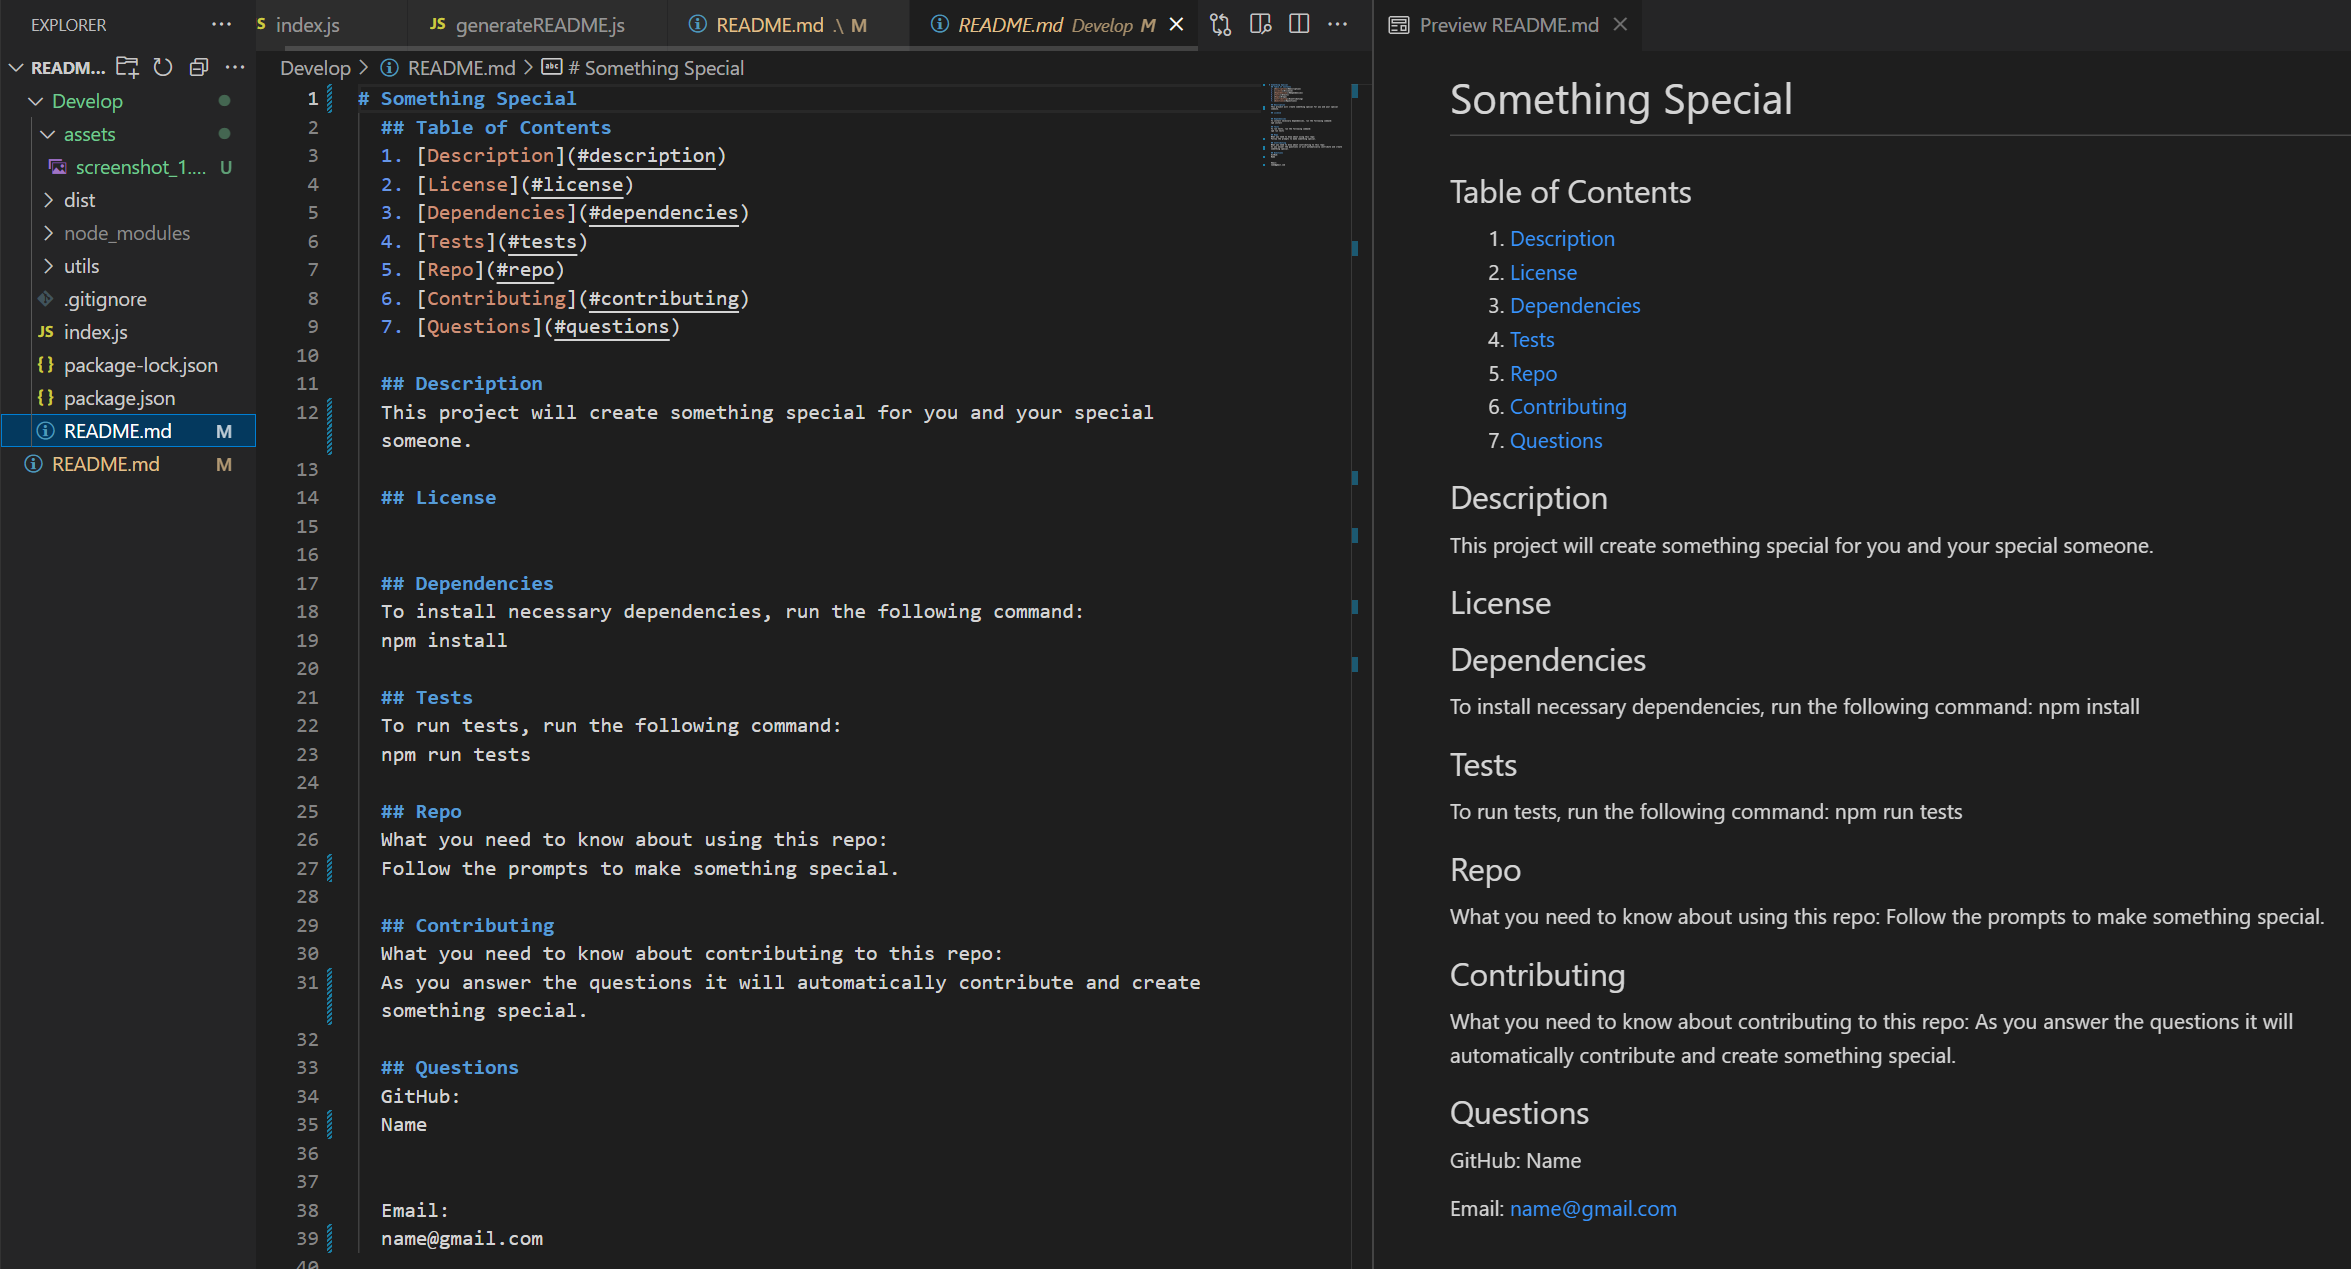 EXPLORER
READM...
Develop
assets
screenshot_1.... U
dist
node_modules
utils
.gitignore
JS index.js
{} package-lock.json
{} package.json
README.md M
README.md M
S index.js
JS generateREADME.js
README.md .\ M
README.md Develop M
Develop > README.md > abc # Something Special
1 # Something Special
2 ## Table of Contents
3 1. [Description](#description)
4 2. [License](#license)
5 3. [Dependencies](#dependencies)
6 4. [Tests](#tests)
7 5. [Repo](#repo)
8 6. [Contributing](#contributing)
9 7. [Questions](#questions)
10
11 ## Description
12 This project will create something special for you and your special
someone.
13
14 ## License
15
16
17 ## Dependencies
18 To install necessary dependencies, run the following command:
19 npm install
20
21 ## Tests
22 To run tests, run the following command:
23 npm run tests
24
25 ## Repo
26 What you need to know about using this repo:
27 Follow the prompts to make something special.
28
29 ## Contributing
30 What you need to know about contributing to this repo:
31 As you answer the questions it will automatically contribute and create
something special.
32
33 ## Questions
34 GitHub:
35 Name
36
37
38 Email:
39 name@gmail.com
40
Preview README.md
Something Special
Table of Contents
1. Description
2. License
3. Dependencies
4. Tests
5. Repo
6. Contributing
7. Questions
Description
This project will create something special for you and your special someone.
License
Dependencies
To install necessary dependencies, run the following command: npm install
Tests
To run tests, run the following command: npm run tests
Repo
What you need to know about using this repo: Follow the prompts to make something special.
Contributing
What you need to know about contributing to this repo: As you answer the questions it will
automatically contribute and create something special.
Questions
GitHub: Name
Email: name@gmail.com